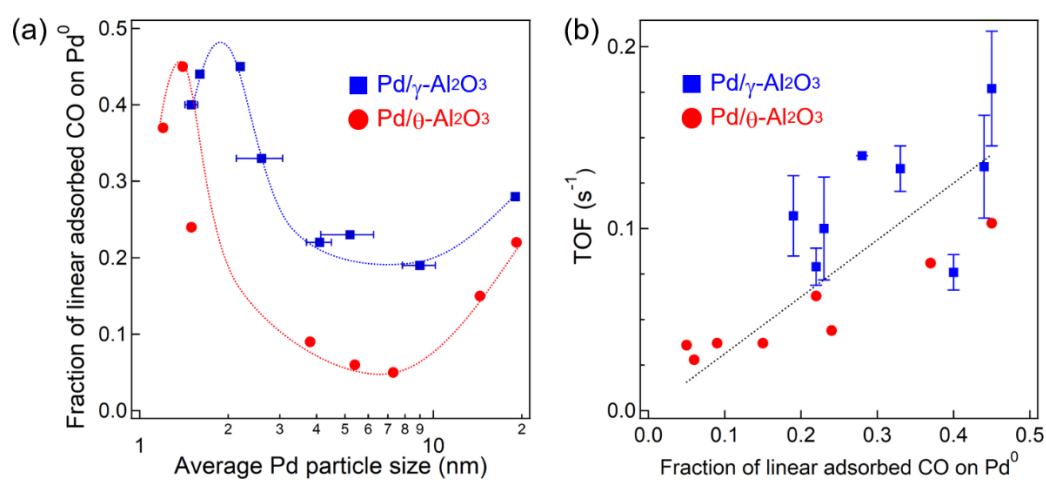 (a)
Fraction of linear adsorbed CO on Pd⁰
0.5
0.4
0.3
0.2
0.1
0.0
Pd/γ-Al₂O₃
Pd/θ-Al₂O₃
1 2 3 4 5 6 7 8 9 10 2
Average Pd particle size (nm)
(b)
TOF (s⁻¹)
0.2
0.1
0.0
Pd/γ-Al₂O₃
Pd/θ-Al₂O₃
0.0 0.1 0.2 0.3 0.4 0.5
Fraction of linear adsorbed CO on Pd⁰